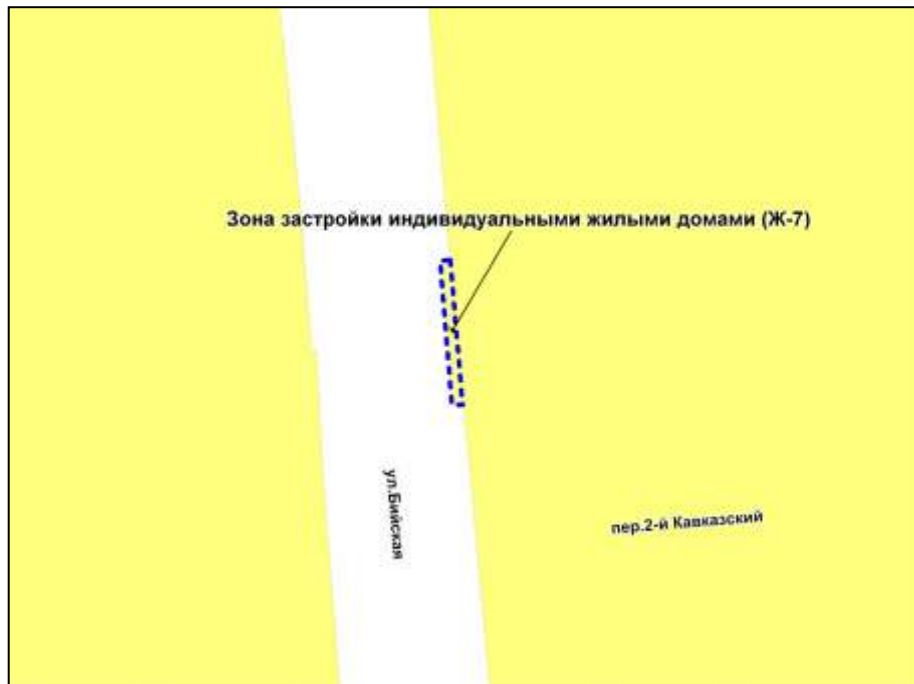 Зона застройки индивидуальными жилыми домами (Ж-7)
ул.Бийская
пер.2-й Кавказский